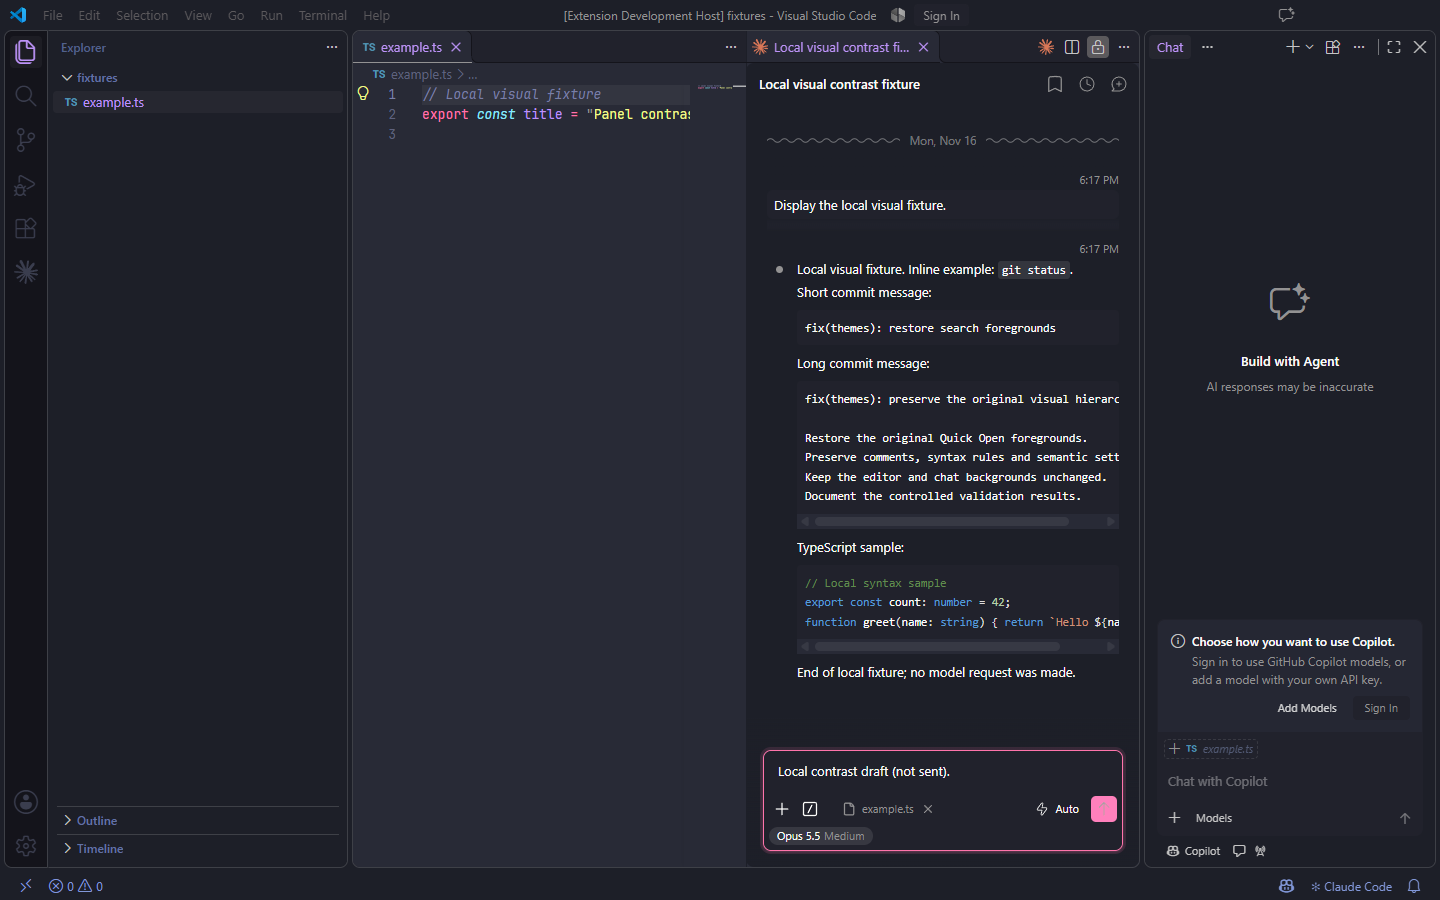 File Edit Selection View Go Run Terminal Help
[Extension Development Host] fixtures - Visual Studio Code
Sign In
Explorer
fixtures
TS example.ts
Outline
Timeline
TS example.ts
TS example.ts > ...
1 // Local visual fixture
2 export const title = "Panel contras
3
Local visual contrast fi...
Local visual contrast fixture
Mon, Nov 16
6:17 PM
Display the local visual fixture.
6:17 PM
Local visual fixture. Inline example: git status.
Short commit message:
fix(themes): restore search foregrounds
Long commit message:
fix(themes): preserve the original visual hierarc
Restore the original Quick Open foregrounds.
Preserve comments, syntax rules and semantic sett
Keep the editor and chat backgrounds unchanged.
Document the controlled validation results.
TypeScript sample:
// Local syntax sample
export const count: number = 42;
function greet(name: string) { return `Hello ${na
End of local fixture; no model request was made.
Local contrast draft (not sent).
example.ts
Auto
Opus 5.5 Medium
Chat
Build with Agent
AI responses may be inaccurate
Choose how you want to use Copilot.
Sign in to use GitHub Copilot models, or
add a model with your own API key.
Add Models Sign In
TS example.ts
Chat with Copilot
Models
Copilot
0 0
Claude Code